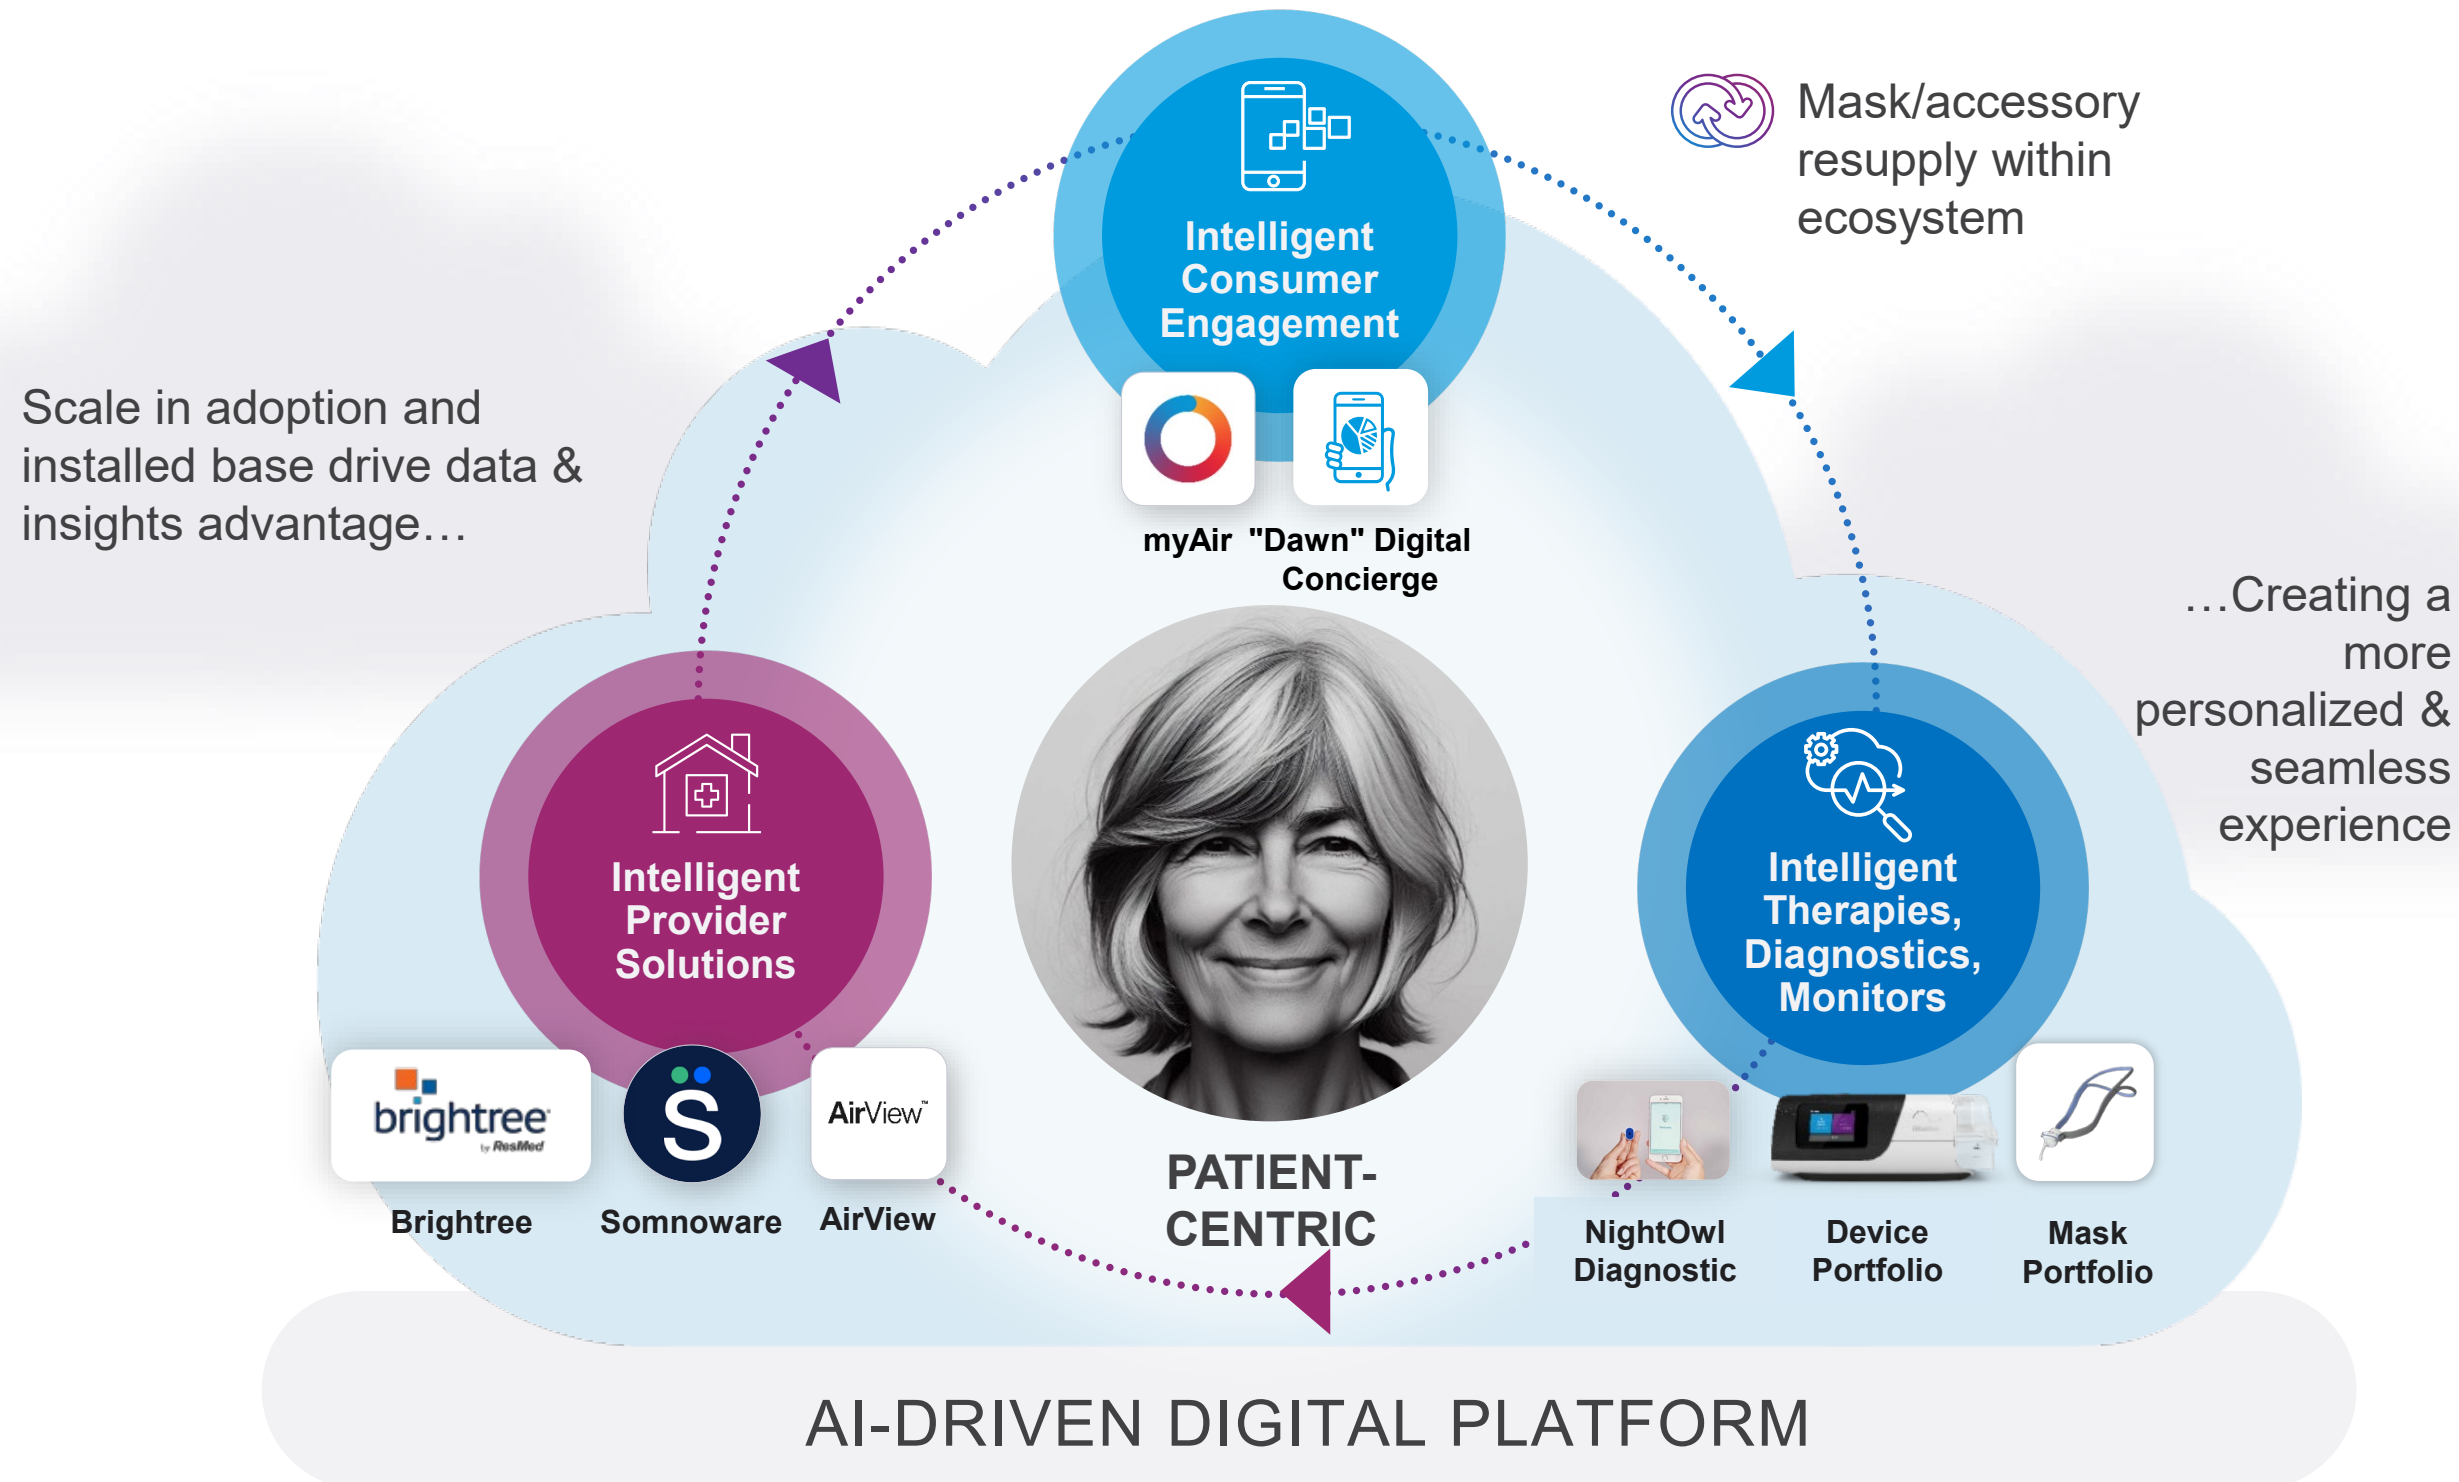 Intelligent
Consumer
Engagement
Mask/accessory
resupply within
ecosystem
Scale in adoption and
installed base drive data &
insights advantage…
myAir
"Dawn" Digital
Concierge
…Creating a
more
personalized &
seamless
experience
Intelligent
Provider
Solutions
Intelligent
Therapies,
Diagnostics,
Monitors
brightree
by ResMed
S
AirView™
Brightree
Somnoware
AirView
PATIENT-
CENTRIC
NightOwl
Diagnostic
Device
Portfolio
Mask
Portfolio
AI-DRIVEN DIGITAL PLATFORM